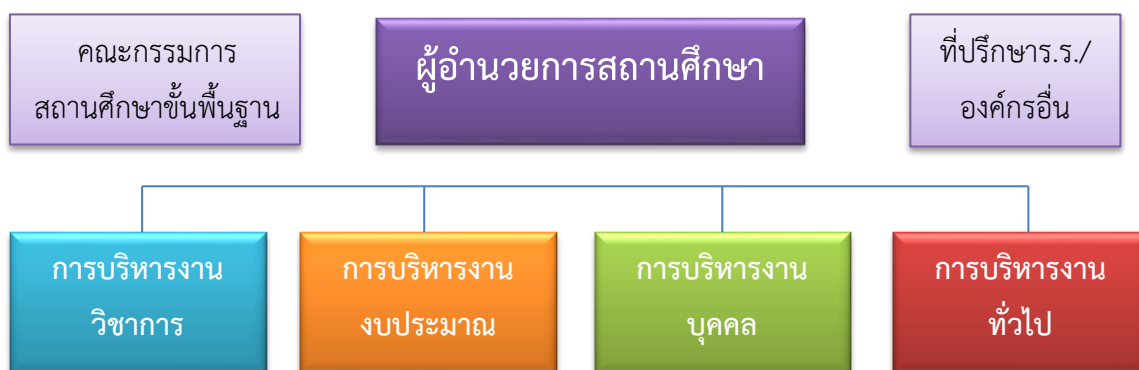 คณะกรรมการ
สถานศึกษาขั้นพื้นฐาน
ผู้อำนวยการสถานศึกษา
ที่ปรึกษาร.ร./
องค์กรอื่น
การบริหารงาน
วิชาการ
การบริหารงาน
งบประมาณ
การบริหารงาน
บุคคล
การบริหารงาน
ทั่วไป